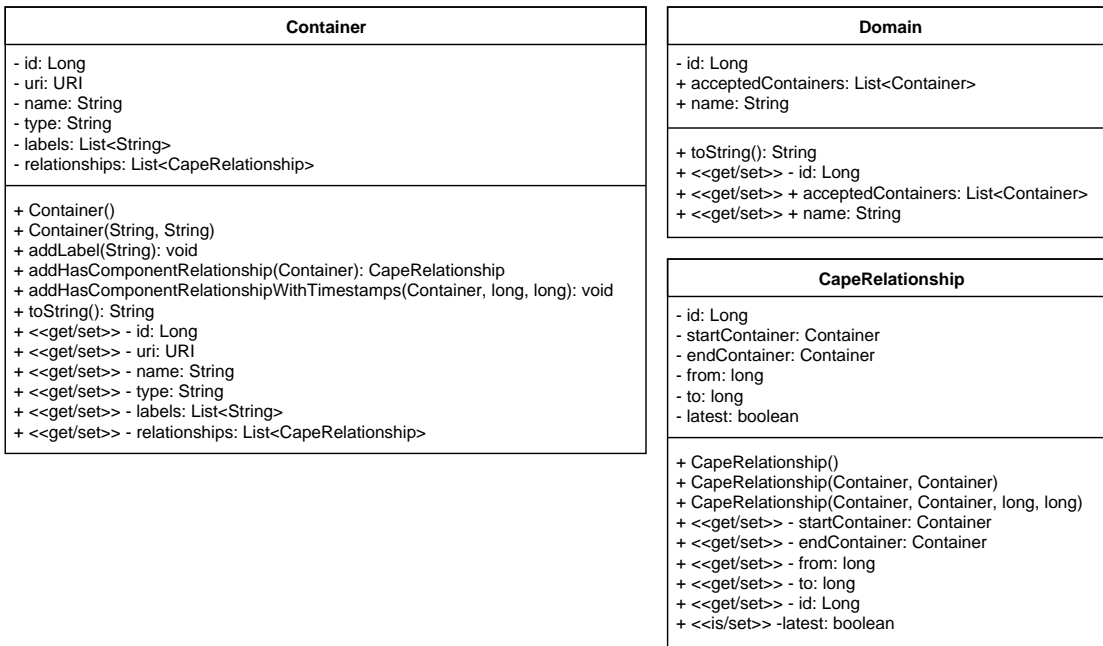 Container
- id: Long
- uri: URI
- name: String
- type: String
- labels: List<String>
- relationships: List<CapeRelationship>
+ Container()
+ Container(String, String)
+ addLabel(String): void
+ addHasComponentRelationship(Container): CapeRelationship
+ addHasComponentRelationshipWithTimestamps(Container, long, long): void
+ toString(): String
+ <<get/set>> - id: Long
+ <<get/set>> - uri: URI
+ <<get/set>> - name: String
+ <<get/set>> - type: String
+ <<get/set>> - labels: List<String>
+ <<get/set>> - relationships: List<CapeRelationship>
Domain
- id: Long
+ acceptedContainers: List<Container>
+ name: String
+ toString(): String
+ <<get/set>> - id: Long
+ <<get/set>> + acceptedContainers: List<Container>
+ <<get/set>> + name: String
CapeRelationship
- id: Long
- startContainer: Container
- endContainer: Container
- from: long
- to: long
- latest: boolean
+ CapeRelationship()
+ CapeRelationship(Container, Container)
+ CapeRelationship(Container, Container, long, long)
+ <<get/set>> - startContainer: Container
+ <<get/set>> - endContainer: Container
+ <<get/set>> - from: long
+ <<get/set>> - to: long
+ <<get/set>> - id: Long
+ <<is/set>> -latest: boolean